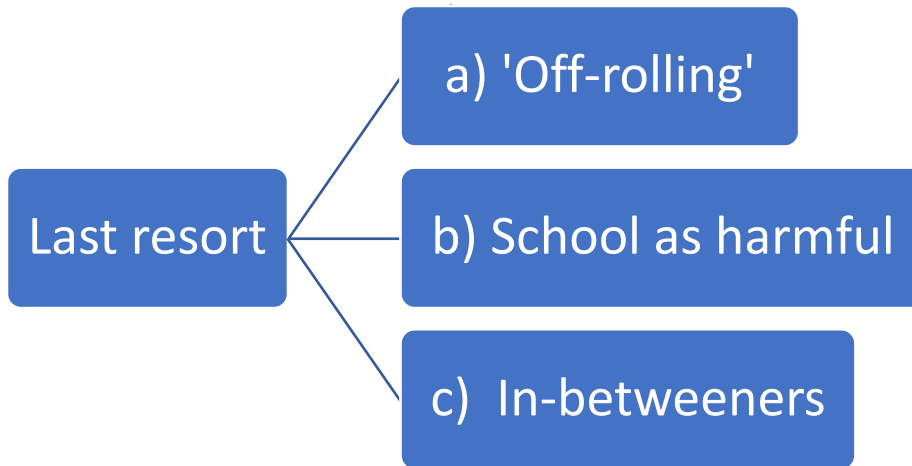 a) 'Off-rolling'
Last resort
b) School as harmful
c) In-betweeners